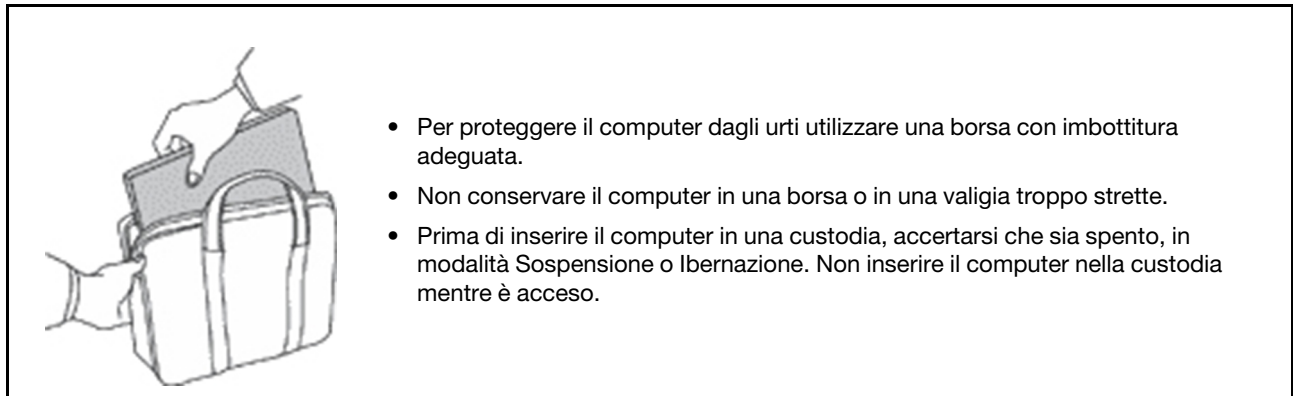 • Per proteggere il computer dagli urti utilizzare una borsa con imbottitura
adeguata.
• Non conservare il computer in una borsa o in una valigia troppo strette.
• Prima di inserire il computer in una custodia, accertarsi che sia spento, in
modalità Sospensione o Ibernazione. Non inserire il computer nella custodia
mentre è acceso.